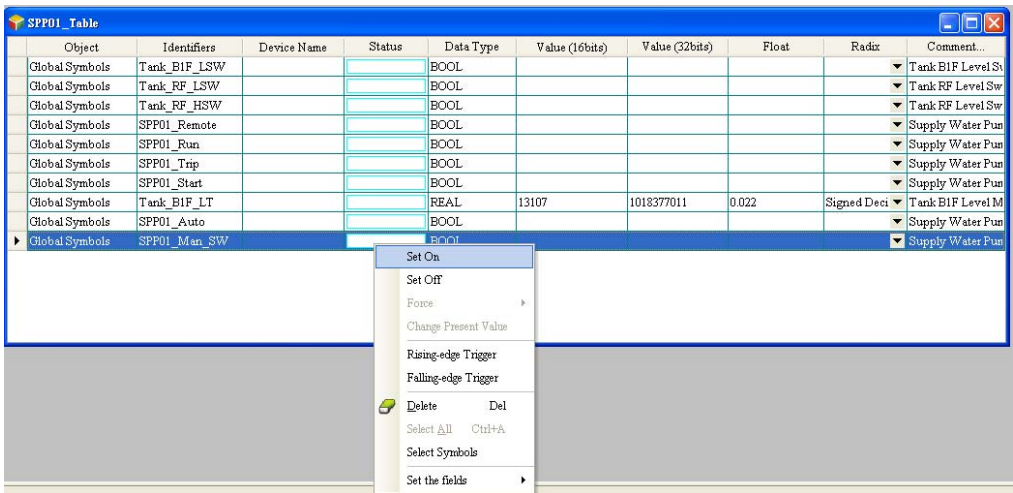 SPP01_Table
Object Identifiers Device Name Status Data Type Value (16bits) Value (32bits) Float Radix Comment...
Global Symbols Tank_B1F_LSW BOOL Tank B1F Level Sv
Global Symbols Tank_RF_LSW BOOL Tank RF Level Sw
Global Symbols Tank_RF_HSW BOOL Tank RF Level Sw
Global Symbols SPP01_Remote BOOL Supply Water Pun
Global Symbols SPP01_Run BOOL Supply Water Pun
Global Symbols SPP01_Trip BOOL Supply Water Pun
Global Symbols SPP01_Start BOOL Supply Water Pun
Global Symbols Tank_B1F_LT REAL 13107 1018377011 0.022 Signed Deci Tank B1F Level M
Global Symbols SPP01_Auto BOOL Supply Water Pun
Global Symbols SPP01_Man_SW BOOL Supply Water Pun
Set On
Set Off
Force
Change Present Value
Rising-edge Trigger
Falling-edge Trigger
Delete Del
Select All Ctrl+A
Select Symbols
Set the fields